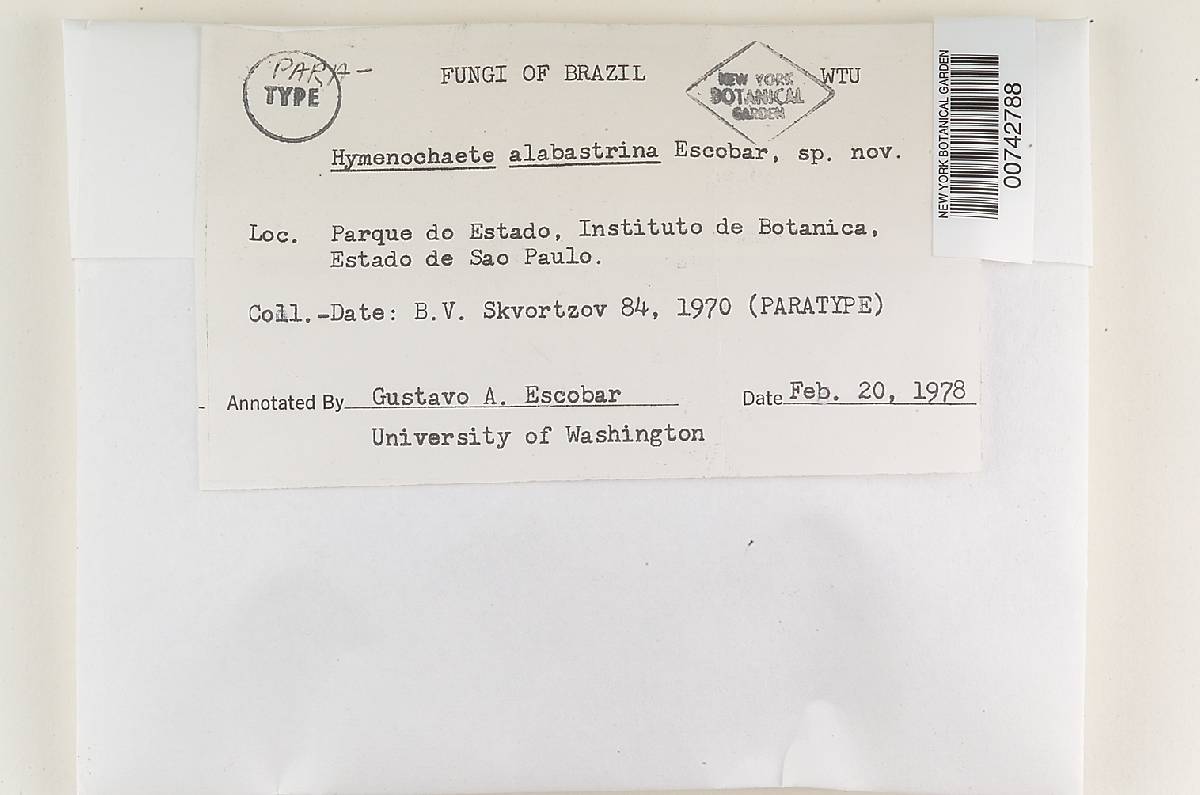 PARA-
TYPE
FUNGI OF BRAZIL
NEW YORK
BOTANICAL
GARDEN
WTU
Hymenochaete alabastrina Escobar, sp. nov.
Loc. Parque do Estado, Instituto de Botanica,
Estado de Sao Paulo.
Coll.-Date: B.V. Skvortzov 84, 1970 (PARATYPE)
Annotated By Gustavo A. Escobar Date Feb. 20, 1978
University of Washington
NEW YORK BOTANICAL GARDEN
00742788